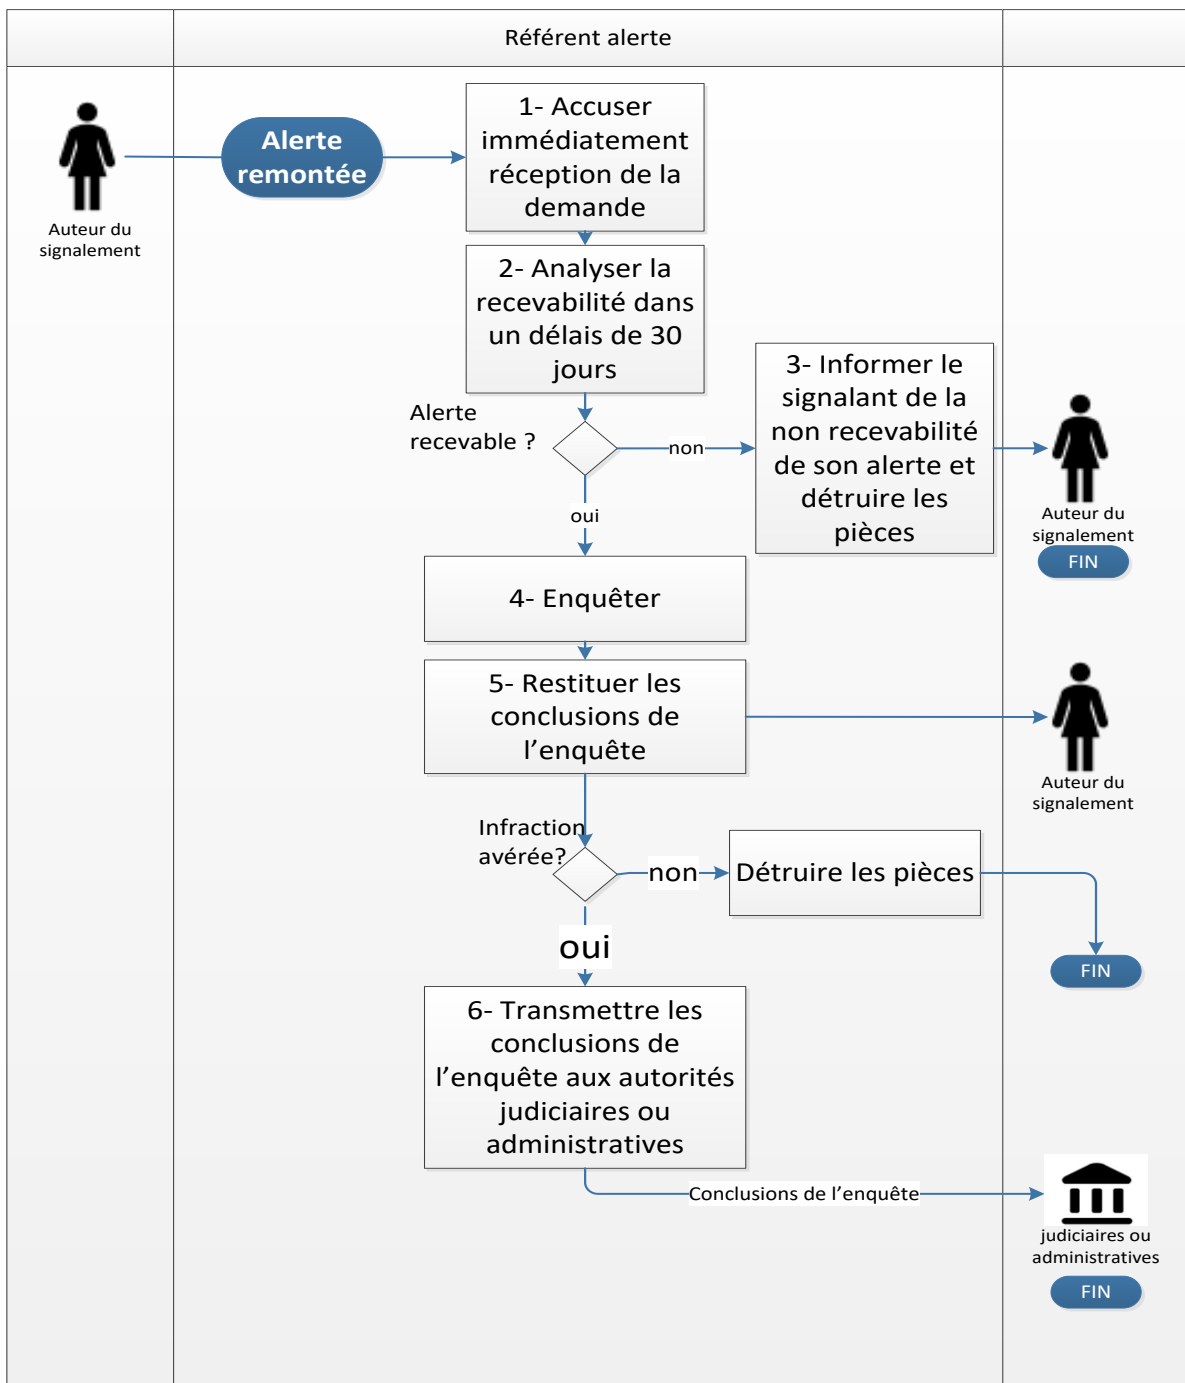 Référent alerte
Auteur du
signalement
Alerte
remontée
1- Accuser
immédiatement
réception de la
demande
2- Analyser la
recevabilité dans
un délais de 30
jours
Alerte
recevable ?
non
3- Informer le
signalant de la
non recevabilité
de son alerte et
détruire les
pièces
Auteur du
signalement
FIN
oui
4- Enquêter
5- Restituer les
conclusions de
l’enquête
Auteur du
signalement
Infraction
avérée?
non
Détruire les pièces
FIN
oui
6- Transmettre les
conclusions de
l’enquête aux autorités
judiciaires ou
administratives
Conclusions de l’enquête
judiciaires ou
administratives
FIN